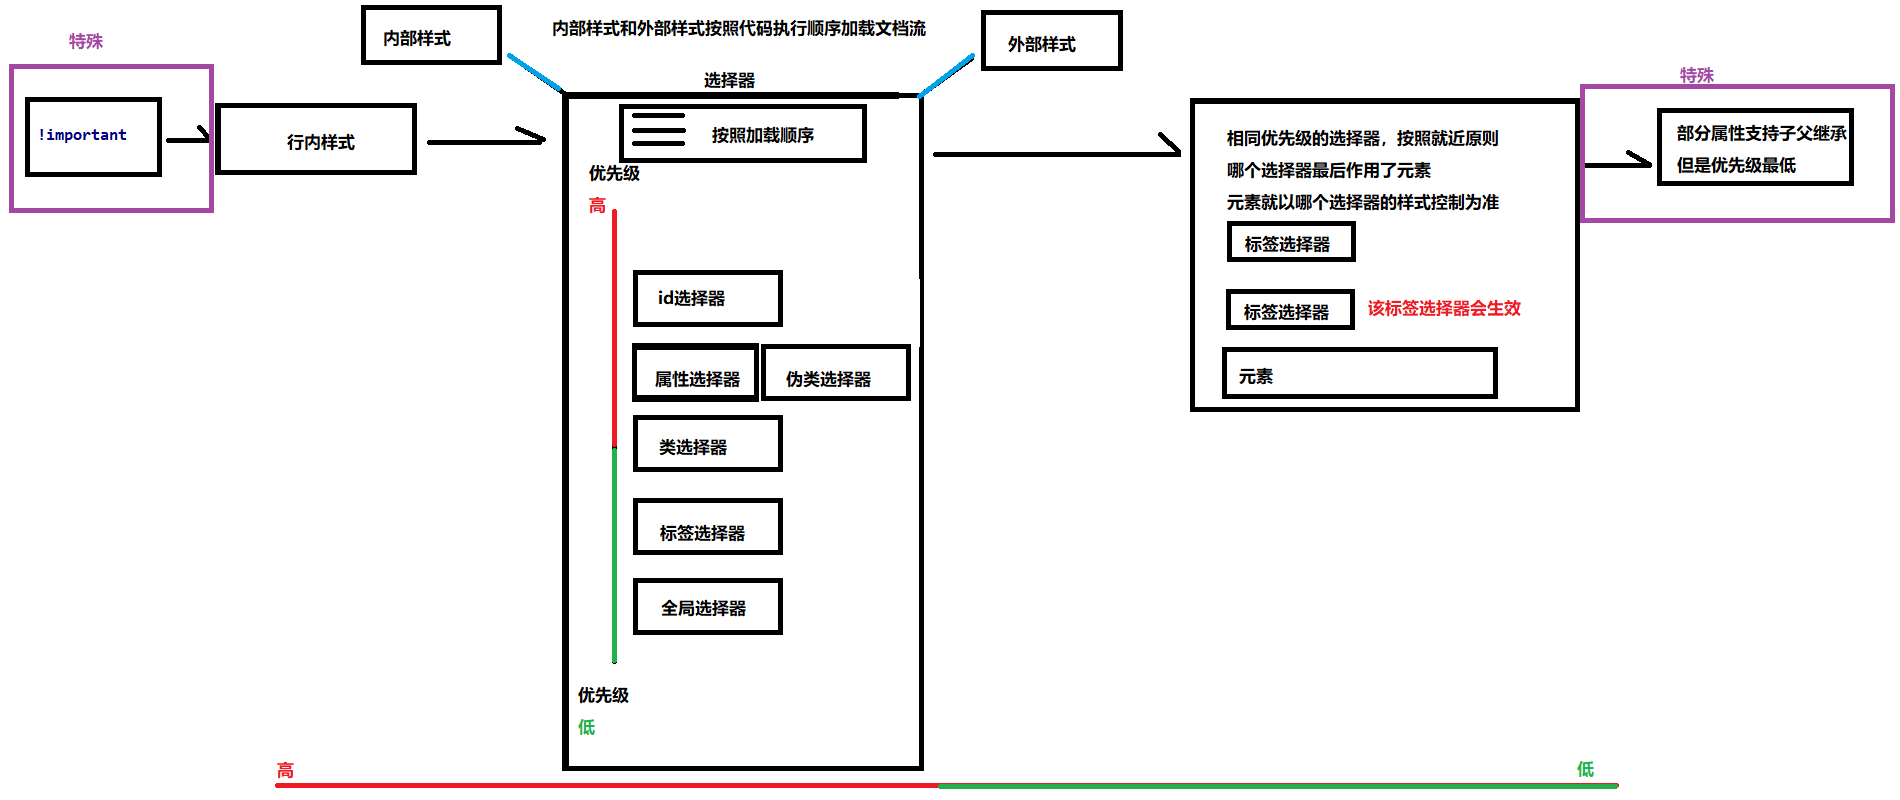 特殊
!important
行内样式
内部样式
内部样式和外部样式按照代码执行顺序加载文档流
外部样式
选择器
按照加载顺序
优先级
高
id选择器
属性选择器
伪类选择器
类选择器
标签选择器
全局选择器
优先级
低
相同优先级的选择器，按照就近原则
哪个选择器最后作用了元素
元素就以哪个选择器的样式控制为准
标签选择器
标签选择器
该标签选择器会生效
元素
特殊
部分属性支持子父继承
但是优先级最低
高
低